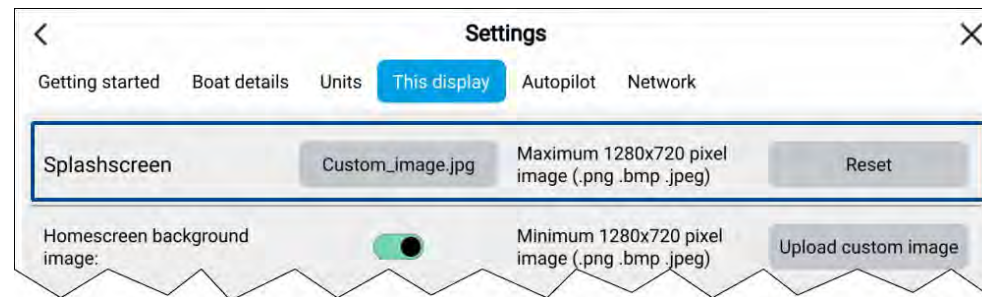 Settings
Getting started Boat details Units This display Autopilot Network
Splashscreen Custom_image.jpg Maximum 1280x720 pixel
image (.png .bmp .jpeg) Reset
Homescreen background
image: Minimum 1280x720 pixel
image (.png .bmp .jpeg) Upload custom image